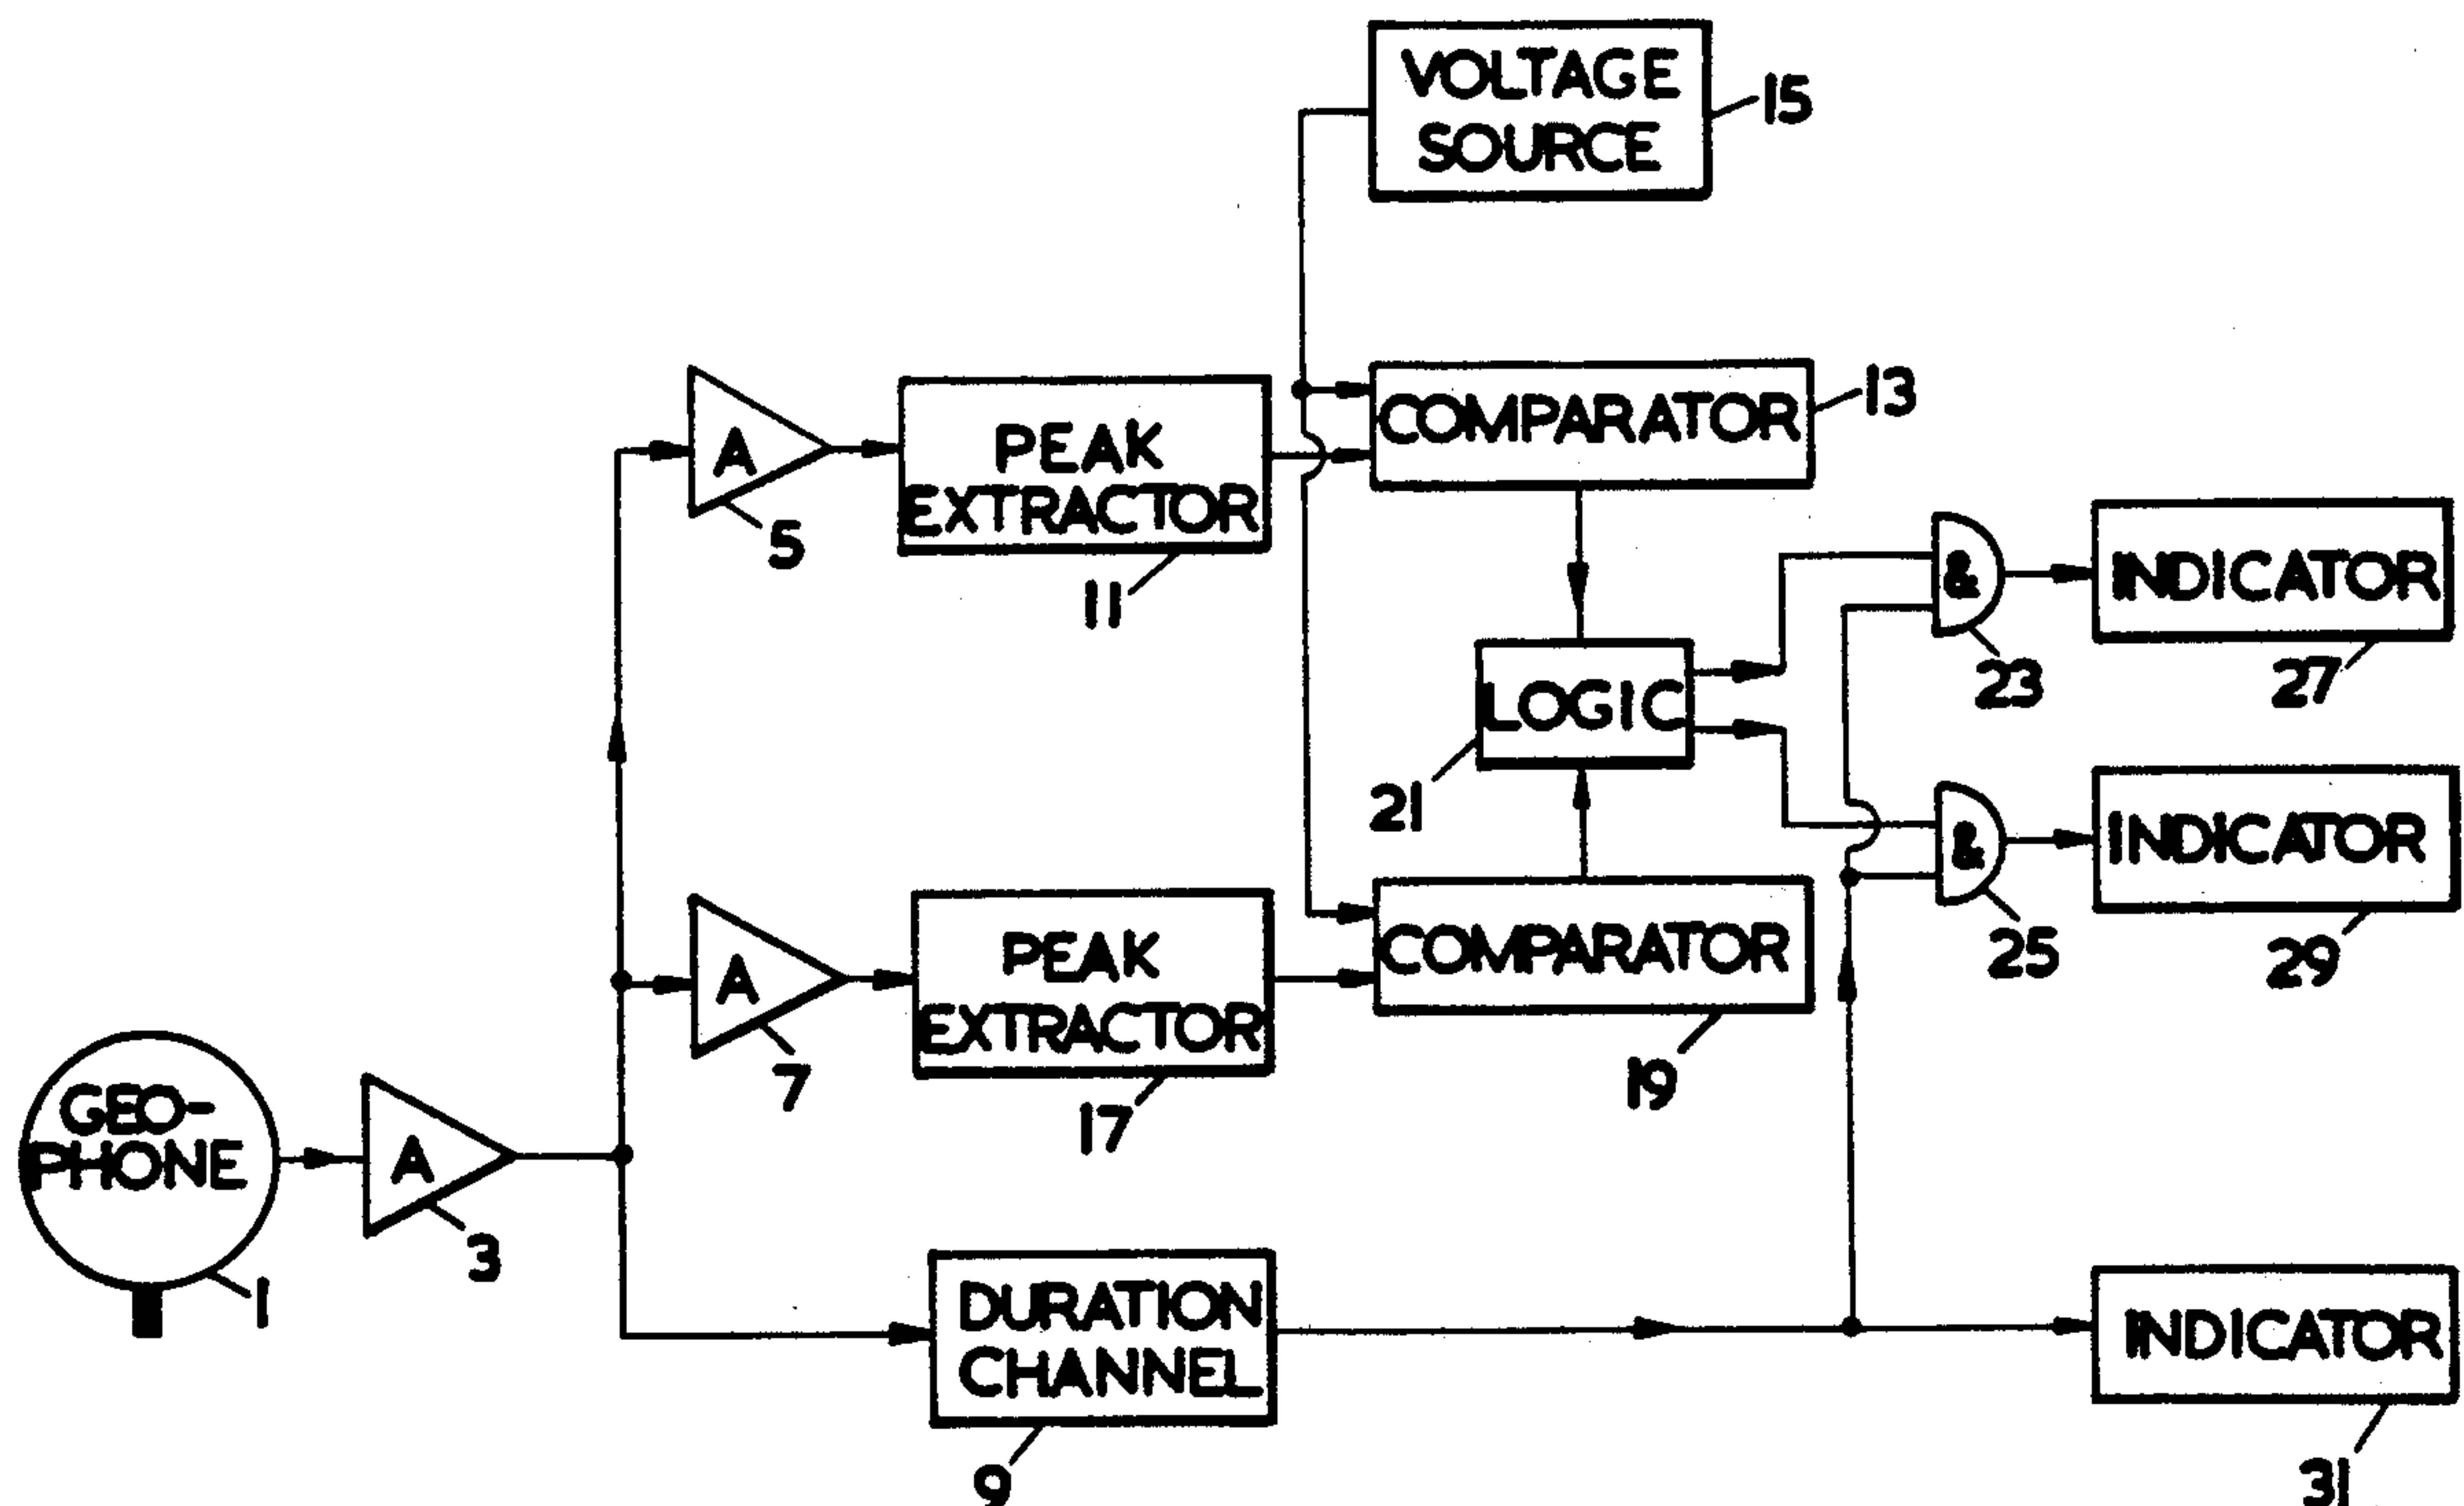 VOLTAGE
SOURCE
15
COMPARATOR
13
A
5
PEAK
EXTRACTOR
11
&
23
INDICATOR
27
LOGIC
21
&
25
INDICATOR
29
A
7
PEAK
EXTRACTOR
17
COMPARATOR
19
GEO-
PHONE
1
A
3
DURATION
CHANNEL
9
INDICATOR
31